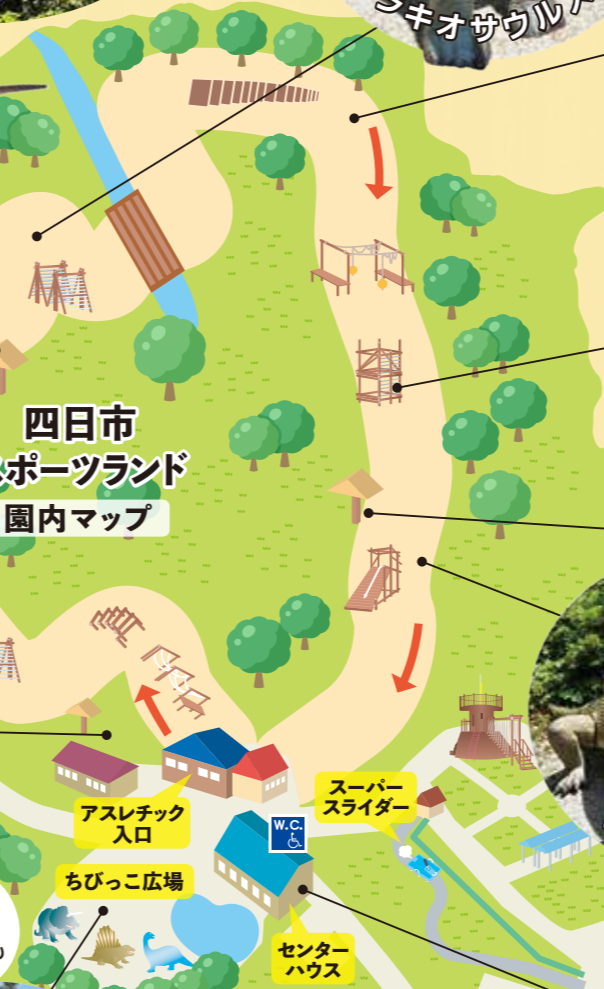 ラキオサウルス
四日市
スポーツランド
園内マップ
アスレチック
入口
スーパー
スライダー
W.C.
ちびっこ広場
センター
ハウス